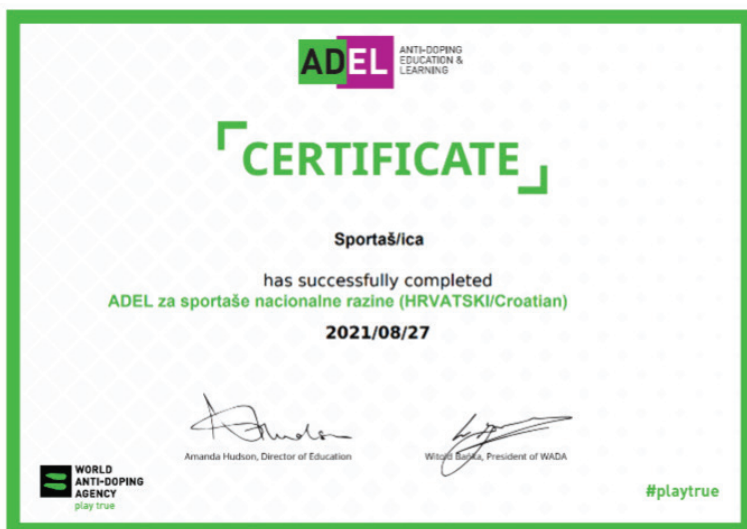 ADEL
ANTI-DOPING
EDUCATION &
LEARNING
CERTIFICATE
Sportaš/ica
has successfully completed
ADEL za sportaše nacionalne razine (HRVATSKI/Croatian)
2021/08/27
Amanda Hudson, Director of Education
Witold Bańka, President of WADA
WORLD
ANTI-DOPING
AGENCY
play true
#playtrue